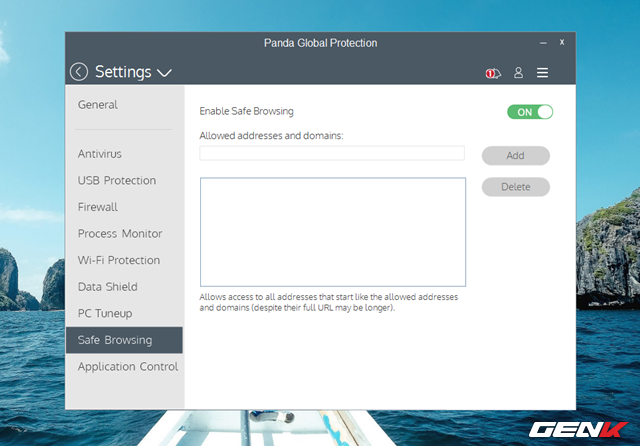 Panda Global Protection
Settings
General
Antivirus
USB Protection
Firewall
Process Monitor
Wi-Fi Protection
Data Shield
PC Tuneup
Safe Browsing
Application Control
Enable Safe Browsing
ON
Allowed addresses and domains:
Add
Delete
Allows access to all addresses that start like the allowed addresses
and domains (despite their full URL may be longer).
GENK